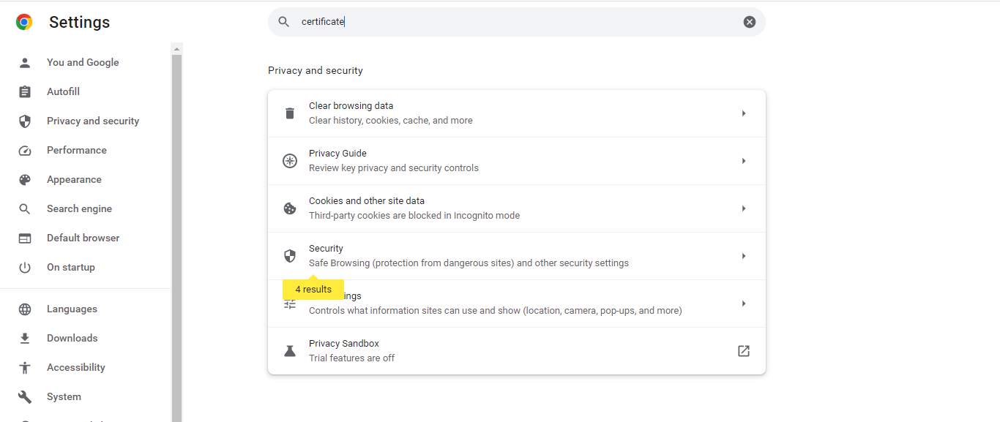 Settings
certificate
You and Google
Autofill
Privacy and security
Performance
Appearance
Search engine
Default browser
On startup
Languages
Downloads
Accessibility
System
Privacy and security
Clear browsing data
Clear history, cookies, cache, and more
Privacy Guide
Review key privacy and security controls
Cookies and other site data
Third-party cookies are blocked in Incognito mode
Security
Safe Browsing (protection from dangerous sites) and other security settings
4 results
ings
Controls what information sites can use and show (location, camera, pop-ups, and more)
Privacy Sandbox
Trial features are off